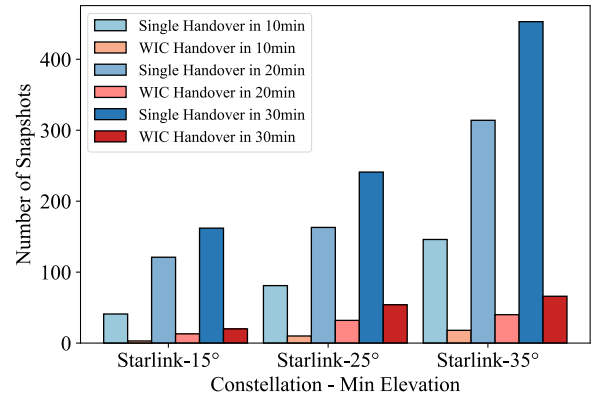 Single Handover in 10min
WIC Handover in 10min
Single Handover in 20min
WIC Handover in 20min
Single Handover in 30min
WIC Handover in 30min
Number of Snapshots
400
300
200
100
0
Starlink-15° Starlink-25° Starlink-35°
Constellation - Min Elevation